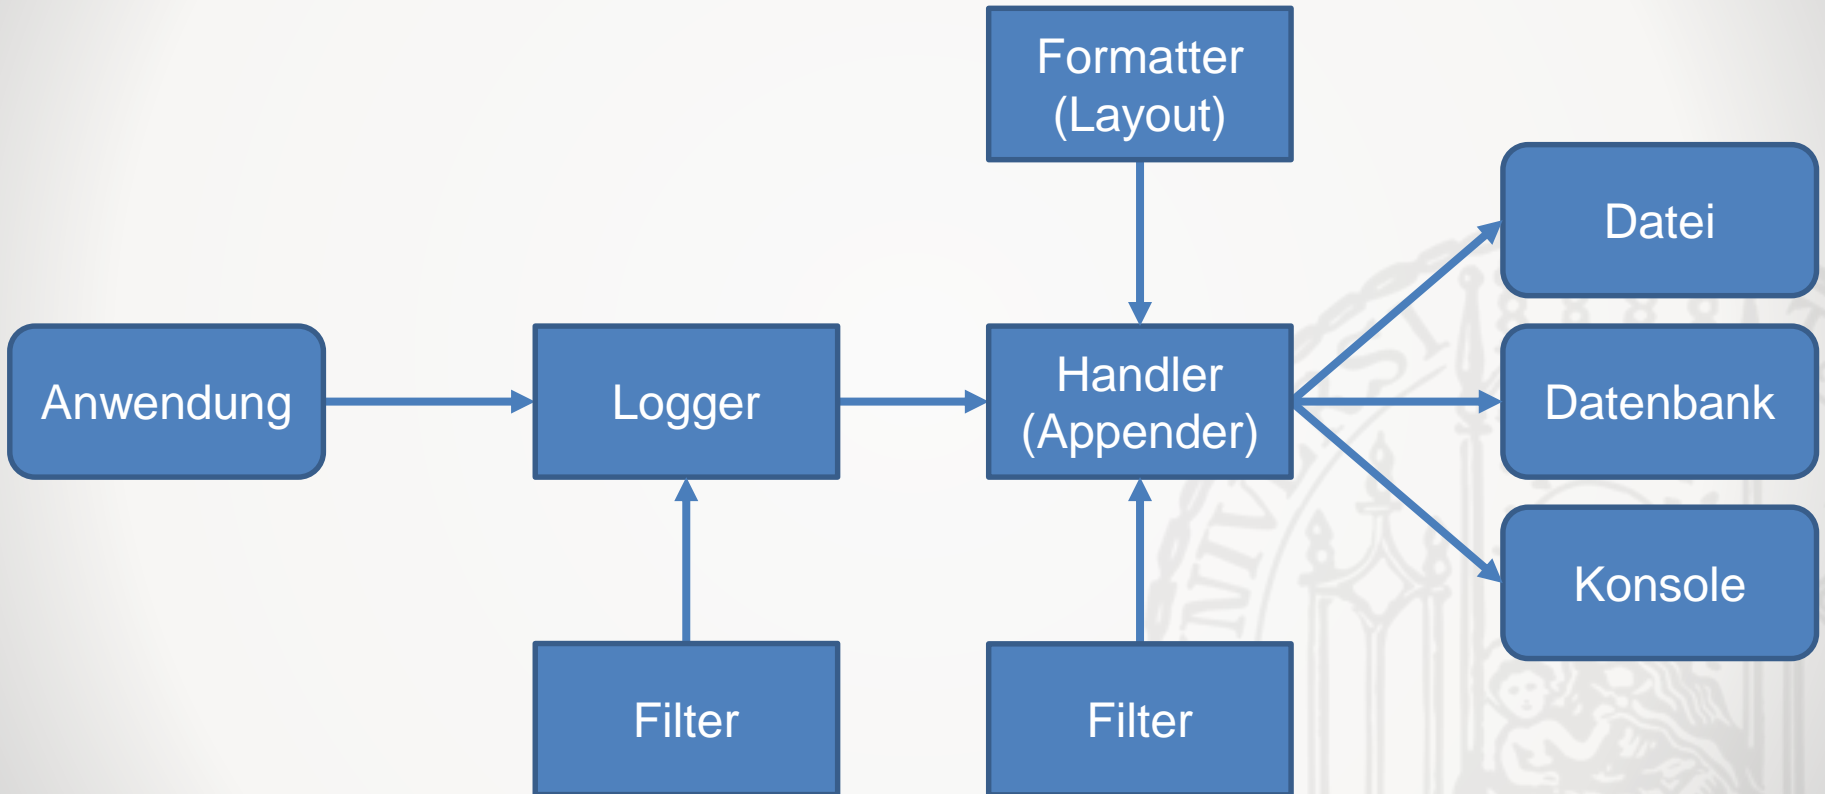 Formatter
(Layout)
Datei
Anwendung
Logger
Handler
(Appender)
Datenbank
Konsole
Filter
Filter